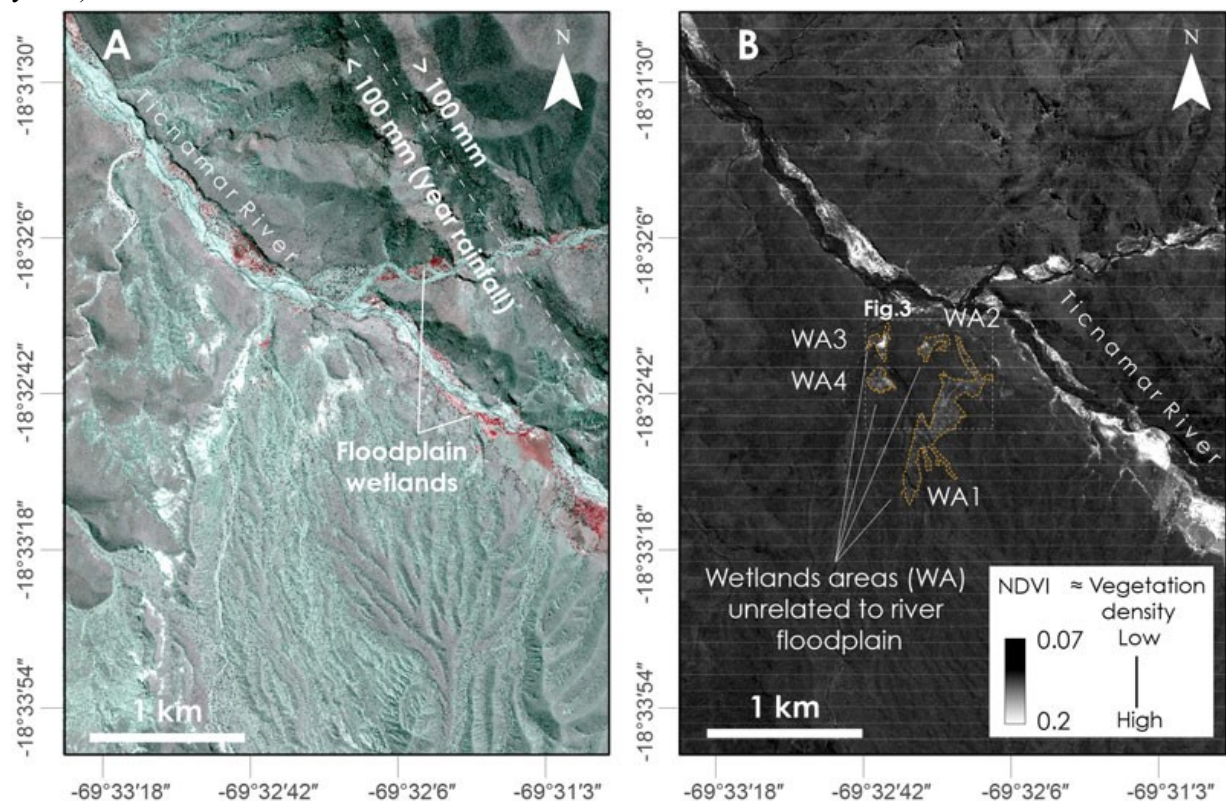 A
N
Ticnamar River
> 100 mm
< 100 mm (year rainfall)
Floodplain
wetlands
1 km
-18°31′30″
-18°32′6″
-18°32′42″
-18°33′18″
-18°33′54″
-69°33′18″
-69°32′42″
-69°32′6″
-69°31′3″
B
N
Fig.3
WA2
WA3
WA4
WA1
Ticnamar River
Wetlands areas (WA)
unrelated to river
floodplain
NDVI ≈ Vegetation
density
0.07 Low
0.2 High
1 km
-18°31′30″
-18°32′6″
-18°32′42″
-18°33′18″
-18°33′54″
-69°33′18″
-69°32′42″
-69°32′6″
-69°31′3″